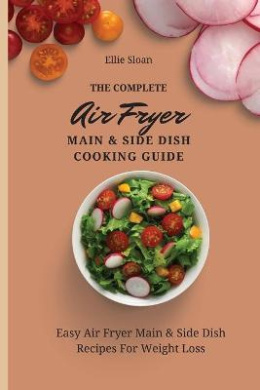 Ellie Sloan
THE COMPLETE
Air Fryer
MAIN & SIDE DISH
COOKING GUIDE
Easy Air Fryer Main & Side Dish
Recipes For Weight Loss